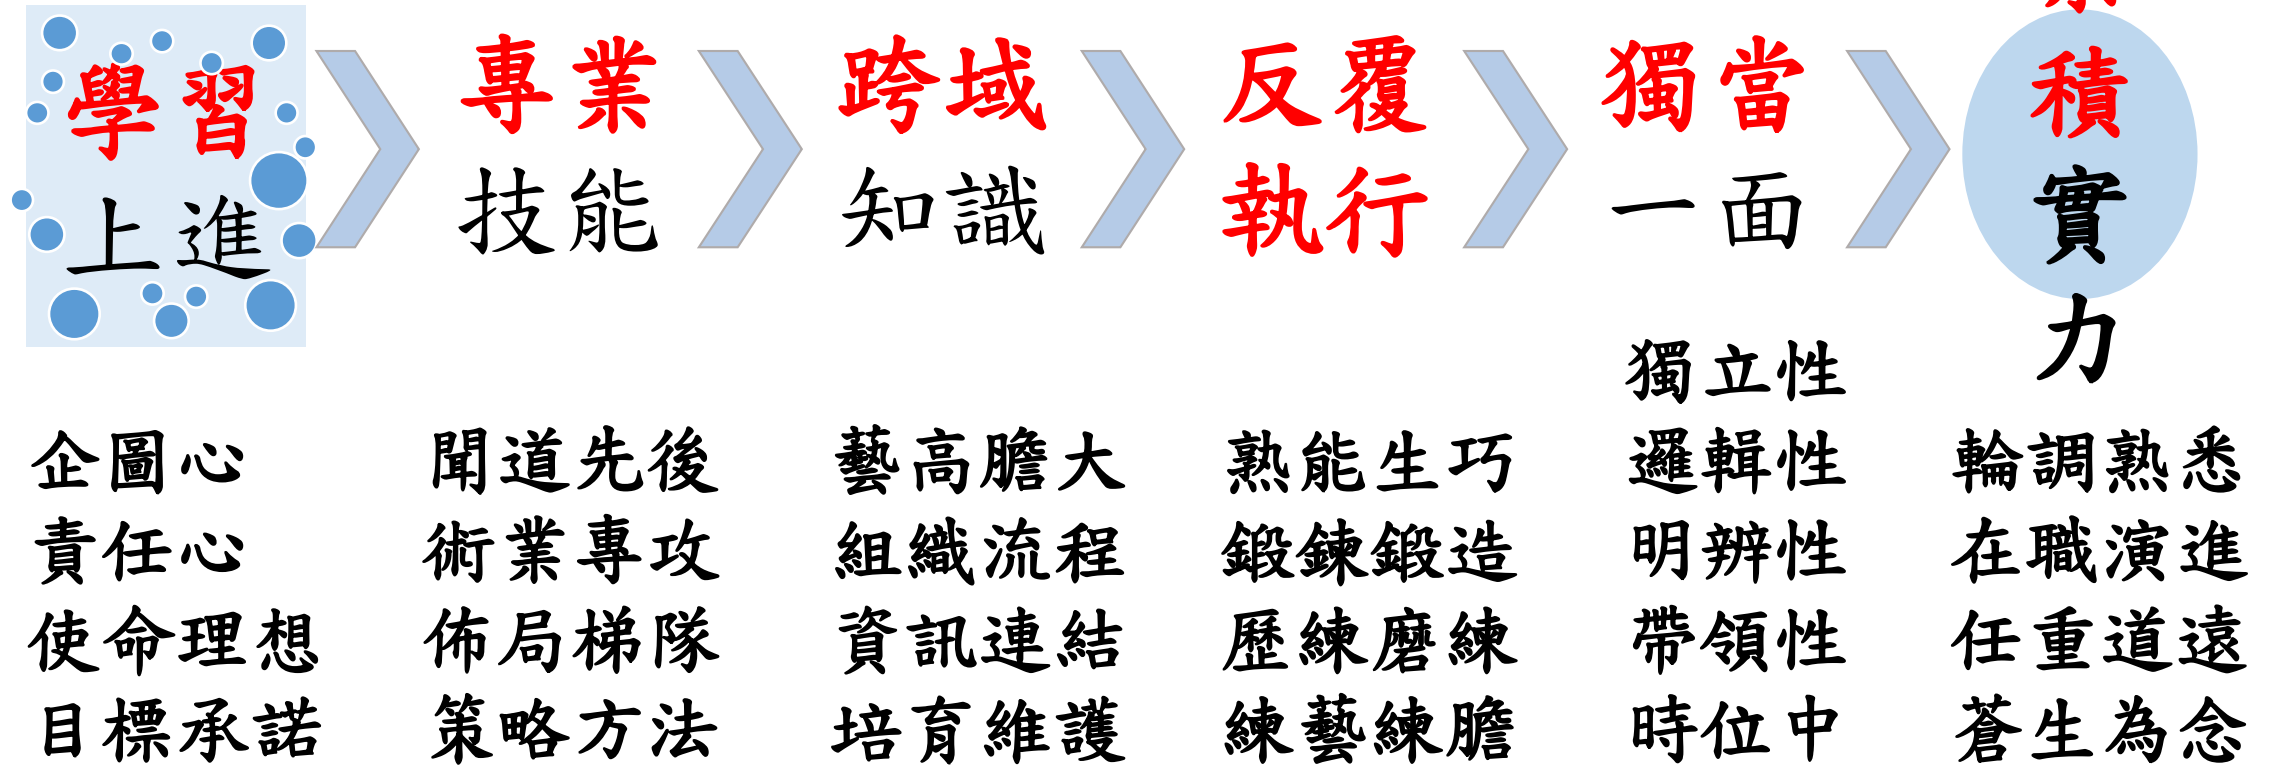 學習
上進
專業
技能
跨域
知識
反覆
執行
獨當
一面
積
實
力
企圖心
責任心
使命理想
目標承諾
聞道先後
術業專攻
佈局梯隊
策略方法
藝高膽大
組織流程
資訊連結
培育維護
熟能生巧
鍛鍊鍛造
歷練磨練
練藝練膽
獨立性
邏輯性
明辨性
帶領性
時位中
輪調熟悉
在職演進
任重道遠
蒼生為念